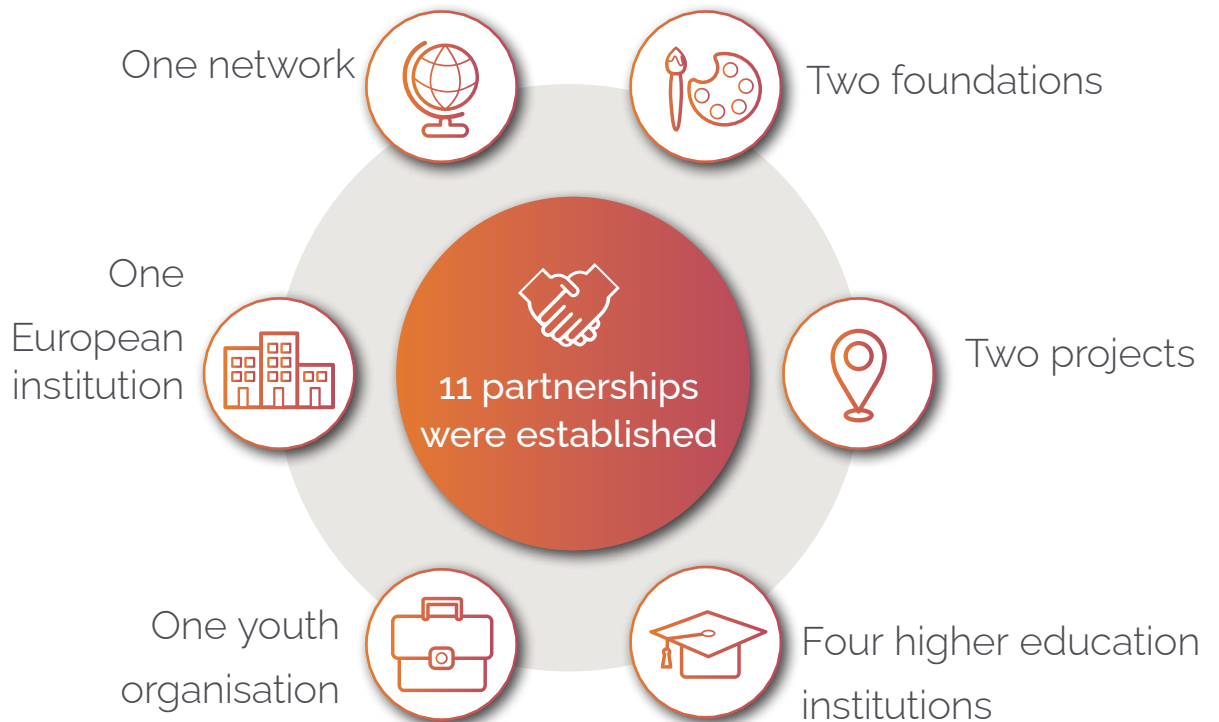 One network
Two foundations
One
European
institution
11 partnerships
were established
Two projects
One youth
organisation
Four higher education
institutions